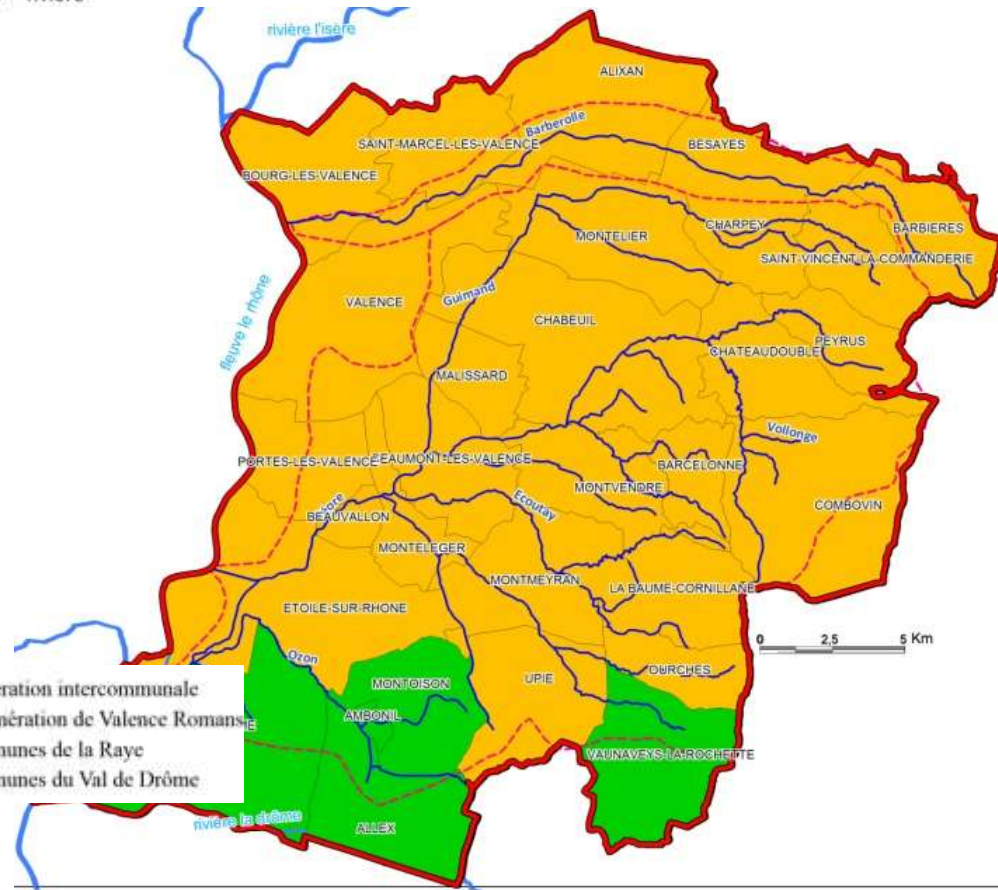 rivière l'isère
ALIXAN
Barberolle
SAINT-MARCEL-LES-VALENCE
BESAYES
BOURG-LES-VALENCE
CHARPEY
BARBIERES
MONTELIER
SAINT-VINCENT-LA-COMMANDERIE
fleuve le rhône
VALENCE
Guimand
CHABEUIL
PEYRUS
CHATEAUDOUBLE
MALISSARD
Vollonge
PORTES-LES-VALENCE
BEAUMONT-LES-VALENCE
BARCELONNE
MONTVENDRE
COMBOVIN
Ecoutay
BEAUVALLON
MONTELEGER
MONTMEYRAN
LA BAUME-CORNILLANE
ETOILE-SUR-RHONE
0 2,5 5 Km
Ozon
OURCHES
UPIE
MONTOISON
AMBONIL
VAUNAVEYS-LA-ROCHETTE
intercommunale
de Valence Romans
de la Raye
du Val de Drôme
rivière la drôme
ALLEX